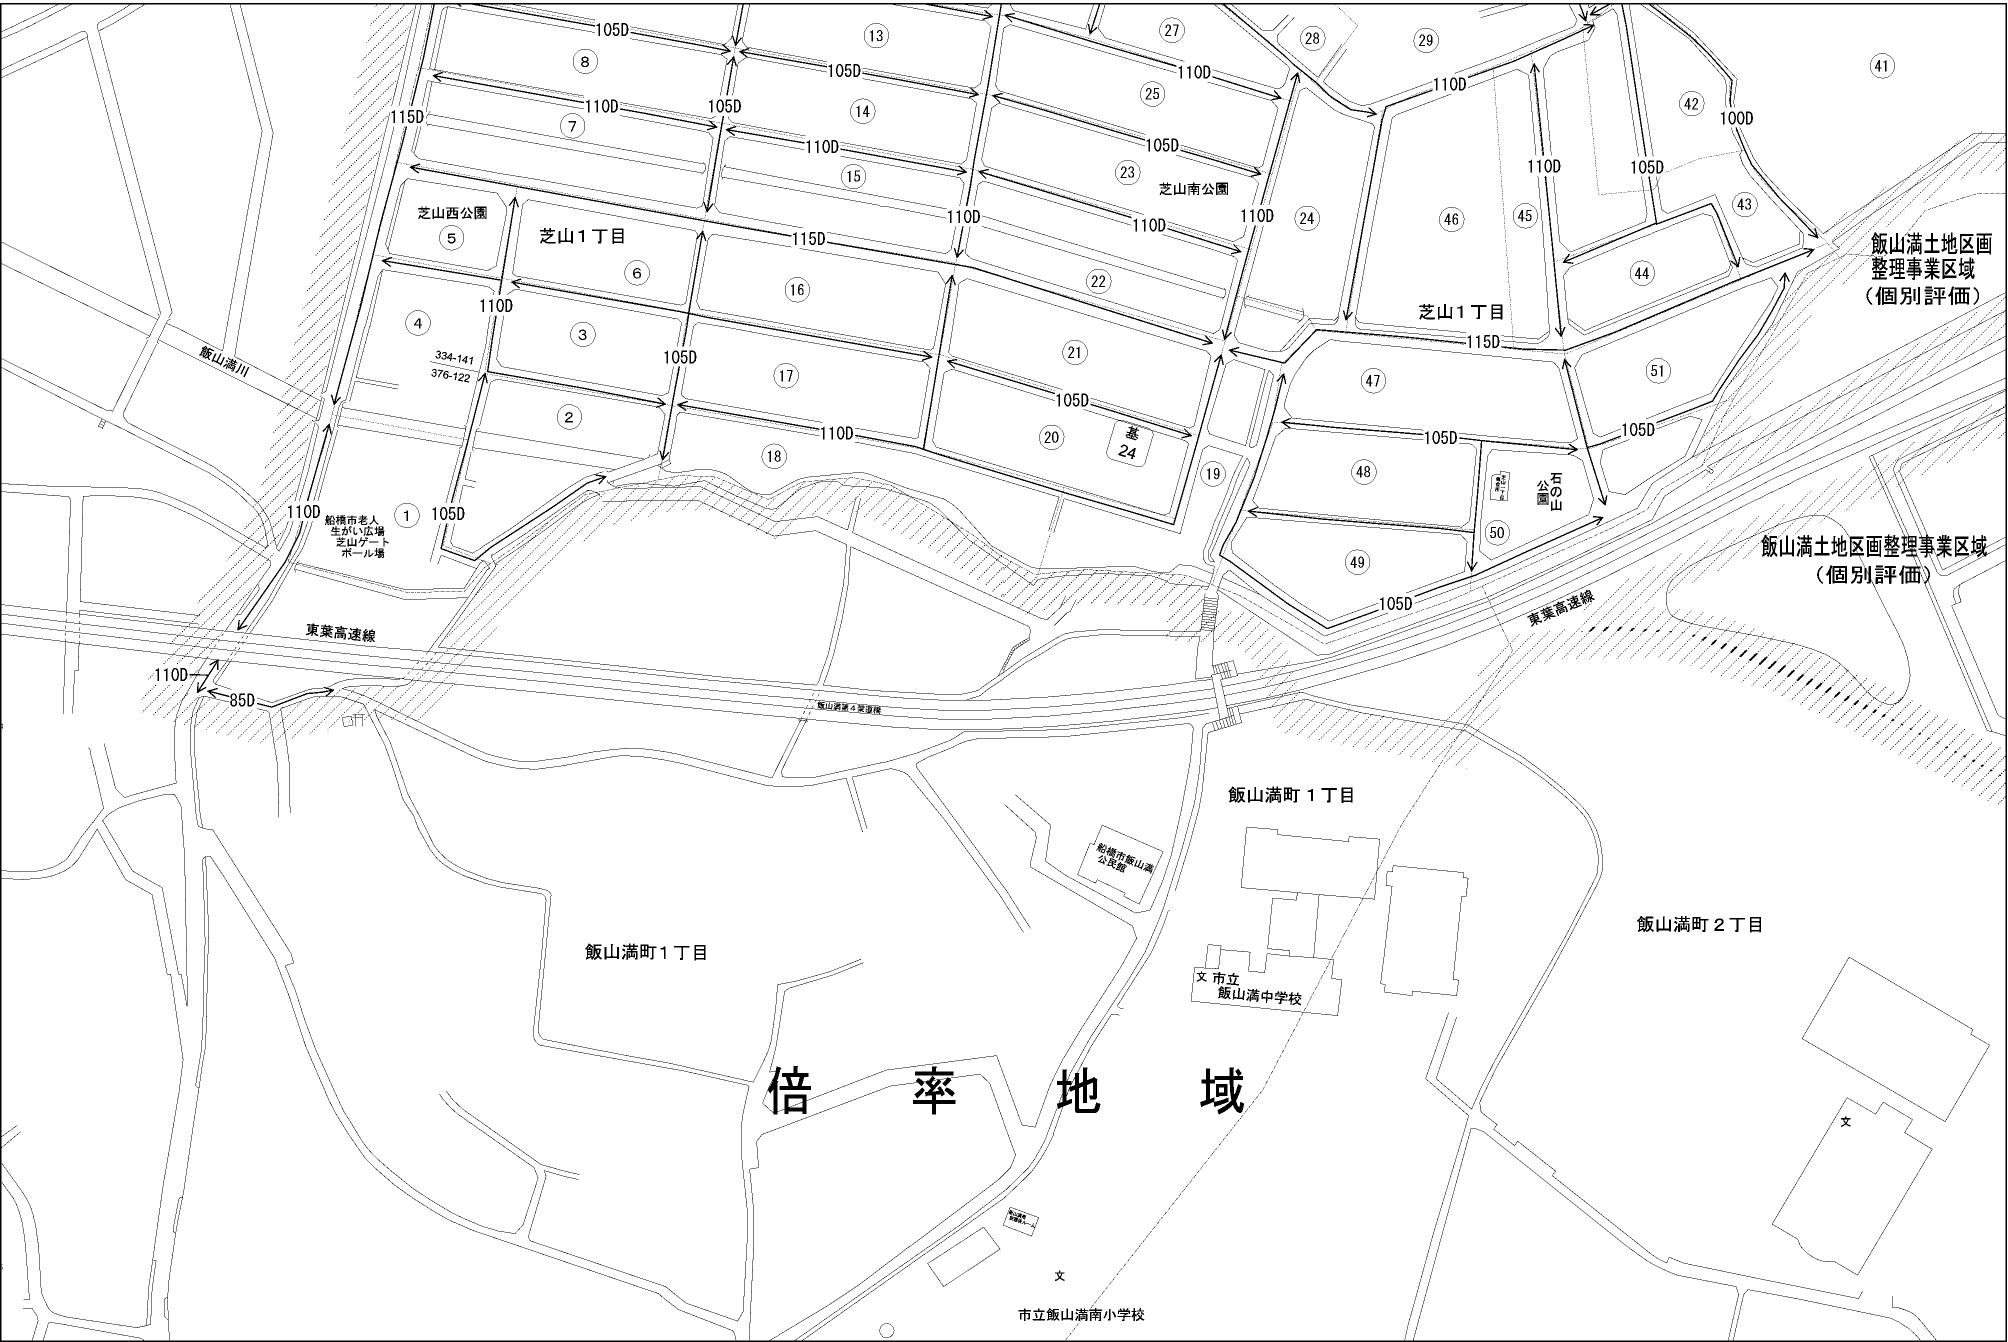 105D
13
27
28
29
41
8
105D
110D
110D
25
42
110D
105D
14
115D
7
100D
110D
105D
110D
105D
15
23
芝山南公園
芝山西公園
5
芝山1丁目
110D
110D
110D
24
46
45
43
115D
6
22
44
飯山満土地区画
整理事業区域
(個別評価)
16
110D
4
3
芝山1丁目
115D
334-141
376-122
飯山満川
105D
17
21
47
51
2
105D
110D
18
20
基
24
105D
105D
19
48
石の山
公園
1
110D
105D
船橋市老人
生がい広場
芝山ゲート
ボール場
50
49
飯山満土地区画整理事業区域
(個別評価)
105D
東葉高速線
東葉高速線
110D
85D
飯山満第4架道橋
飯山満町1丁目
船橋市飯山満
公民館
飯山満町1丁目
飯山満町2丁目
文 市立
飯山満中学校
倍率地域
文
文
市立飯山満南小学校